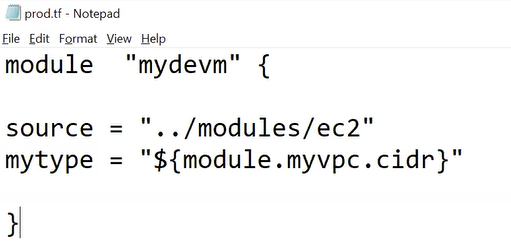 prod.tf - Notepad
File Edit Format View Help
module  "mydevm" {
source = "../modules/ec2"
mytype = "${module.myvpc.cidr}"
}